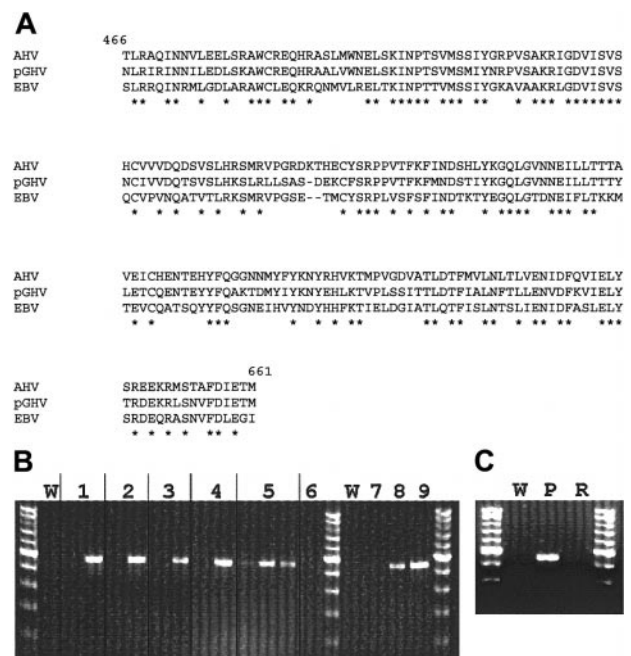 A
466
AHV TLRAQINNVLEELSRAWCREQHRASLMWNELSKINPTSVMSSIYGRPVSAKRIGDVISVS
pGHV NLRIRINNILEDLSKAWCREQHRAALVWNELSKINPTSVMSMIYNRPVSAKRIGDVISVS
EBV SLRRQINRMLGDLARAWCLEQKRQNMVLRELTKINPTTVMSSIYGKAVAAKRLGDVISVS
** ** * * *** ** * ** ***** *** ** * *** *******
AHV HCVVVDQDSVSLHRSMRVPGRDKTHECYSRPPVTFKFINDSHLYKGQLGVNNEILLTTTA
pGHV NCIVVDQTSVSLHKSLRLLSAS-DEKCFSRPPVTFKFMNDSTIYKGQLGVNNEILLTTTY
EBV QCVPVNQATVTLRKSMRVPGSE--TMCYSRPLVSFSFINDTKTYEGQLGTDNEIFLTKKM
* * * * * * * * *** * * ** * **** *** **
AHV VEICHENTEHYFQGGNNMYFYKNYRHVKTMPVGDVATLDTFMVLNLTLVENIDFQVIELY
pGHV LETCQENTEYYFQAKTDMYIYKNYEHLKTVPLSSITTLDTFIALNFTLLENVDFKVIELY
EBV TEVCQATSQYYFQSGNEIHVYNDYHHFKTIELDGIATLQTFISLNTSLIENIDFASLELY
* * *** * * * ** ** ** ** * ** ** ***
661
AHV SREEKRMSTAFDIETM
pGHV TRDEKRLSNVFDIETM
EBV SRDEQRASNVFDLEGI
* * * * ** *
B
W 1 2 3 4 5 6 W 7 8 9
C
W P R